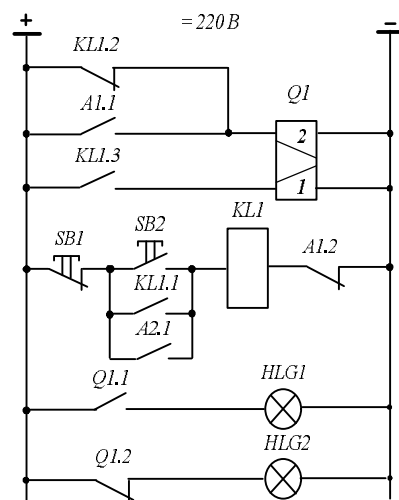 + = 220 В −
KL1.2
A1.1
Q1
2
KL1.3
1
KL1
SB2
SB1
A1.2
KL1.1
A2.1
Q1.1
HLG1
HLG2
Q1.2